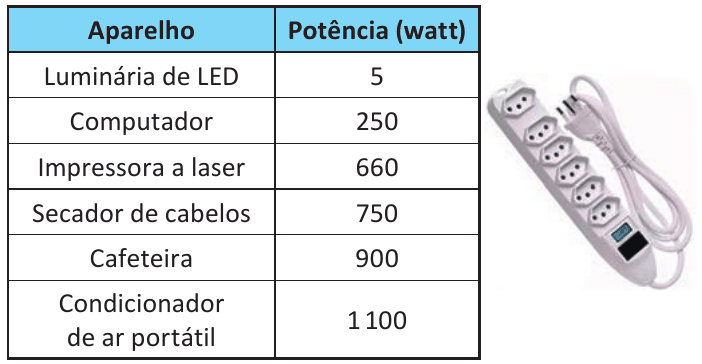 Aparelho Potência (watt)
Luminária de LED 5
Computador 250
Impressora a laser 660
Secador de cabelos 750
Cafeteira 900
Condicionador
de ar portátil 1 100